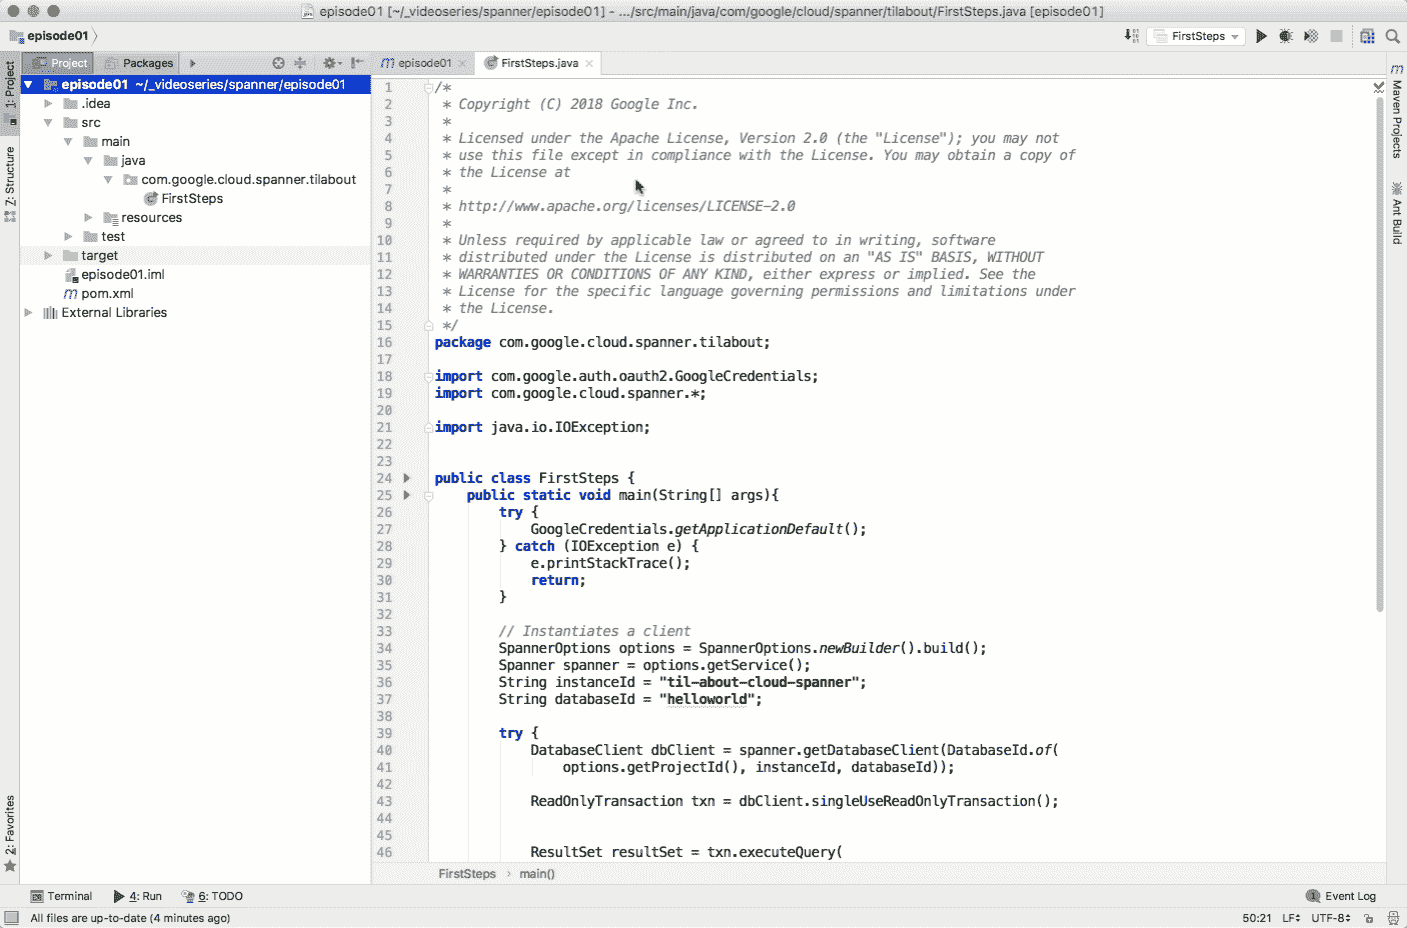 episode01 [~/_videoseries/spanner/episode01] - .../src/main/java/com/google/cloud/spanner/tilabout/FirstSteps.java [episode01]
episode01
FirstSteps
Project
Packages
episode01
FirstSteps.java
1: Project
7: Structure
2: Favorites
episode01 ~/_videoseries/spanner/episode01
.idea
src
main
java
com.google.cloud.spanner.tilabout
FirstSteps
resources
test
target
episode01.iml
pom.xml
External Libraries
1 /*
2 * Copyright (C) 2018 Google Inc.
3 *
4 * Licensed under the Apache License, Version 2.0 (the "License"); you may not
5 * use this file except in compliance with the License. You may obtain a copy of
6 * the License at
7 *
8 * http://www.apache.org/licenses/LICENSE-2.0
9 *
10 * Unless required by applicable law or agreed to in writing, software
11 * distributed under the License is distributed on an "AS IS" BASIS, WITHOUT
12 * WARRANTIES OR CONDITIONS OF ANY KIND, either express or implied. See the
13 * License for the specific language governing permissions and limitations under
14 * the License.
15 */
16 package com.google.cloud.spanner.tilabout;
17
18 import com.google.auth.oauth2.GoogleCredentials;
19 import com.google.cloud.spanner.*;
20
21 import java.io.IOException;
22
23
24 public class FirstSteps {
25 public static void main(String[] args){
26 try {
27 GoogleCredentials.getApplicationDefault();
28 } catch (IOException e) {
29 e.printStackTrace();
30 return;
31 }
32
33 // Instantiates a client
34 SpannerOptions options = SpannerOptions.newBuilder().build();
35 Spanner spanner = options.getService();
36 String instanceId = "til-about-cloud-spanner";
37 String databaseId = "helloworld";
38
39 try {
40 DatabaseClient dbClient = spanner.getDatabaseClient(DatabaseId.of(
41 options.getProjectId(), instanceId, databaseId));
42
43 ReadOnlyTransaction txn = dbClient.singleUseReadOnlyTransaction();
44
45
46 ResultSet resultSet = txn.executeQuery(
FirstSteps › main()
Maven Projects
Ant Build
Terminal
4: Run
6: TODO
Event Log
All files are up-to-date (4 minutes ago)
50:21
LF
UTF-8